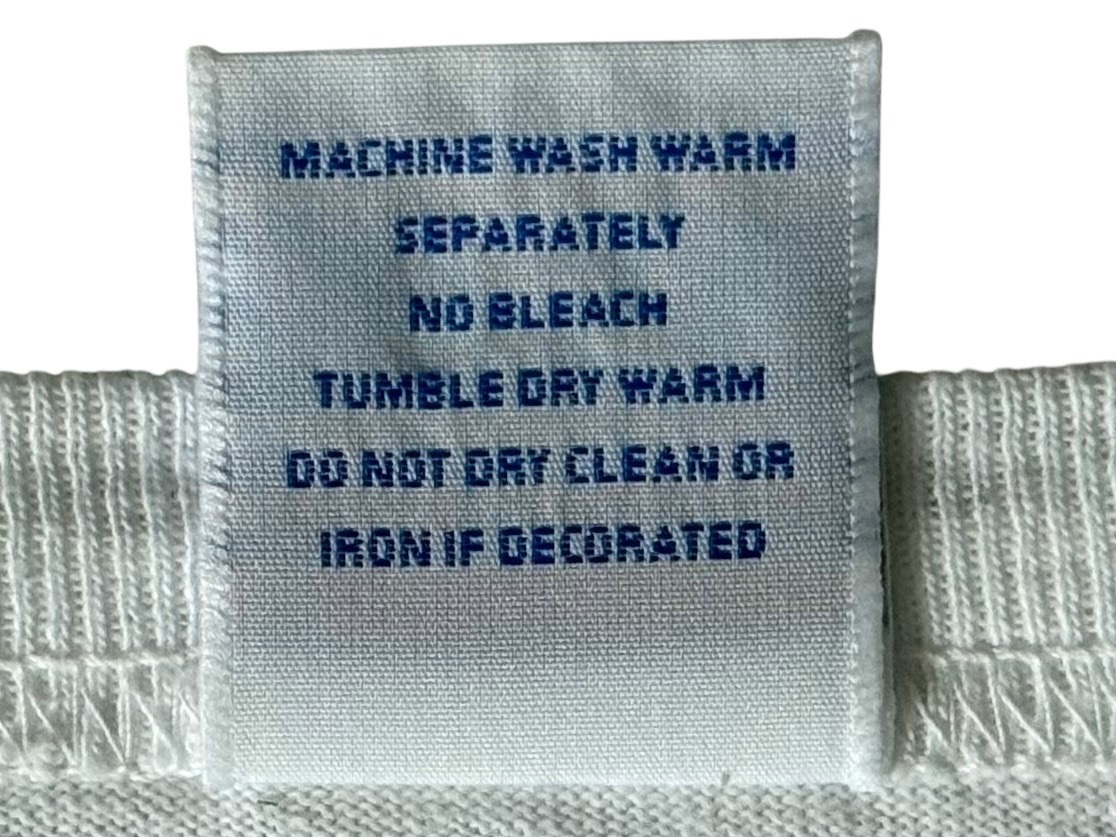 MACHINE WASH WARM
SEPARATELY
NO BLEACH
TUMBLE DRY WARM
DO NOT DRY CLEAN OR
IRON IF DECORATED